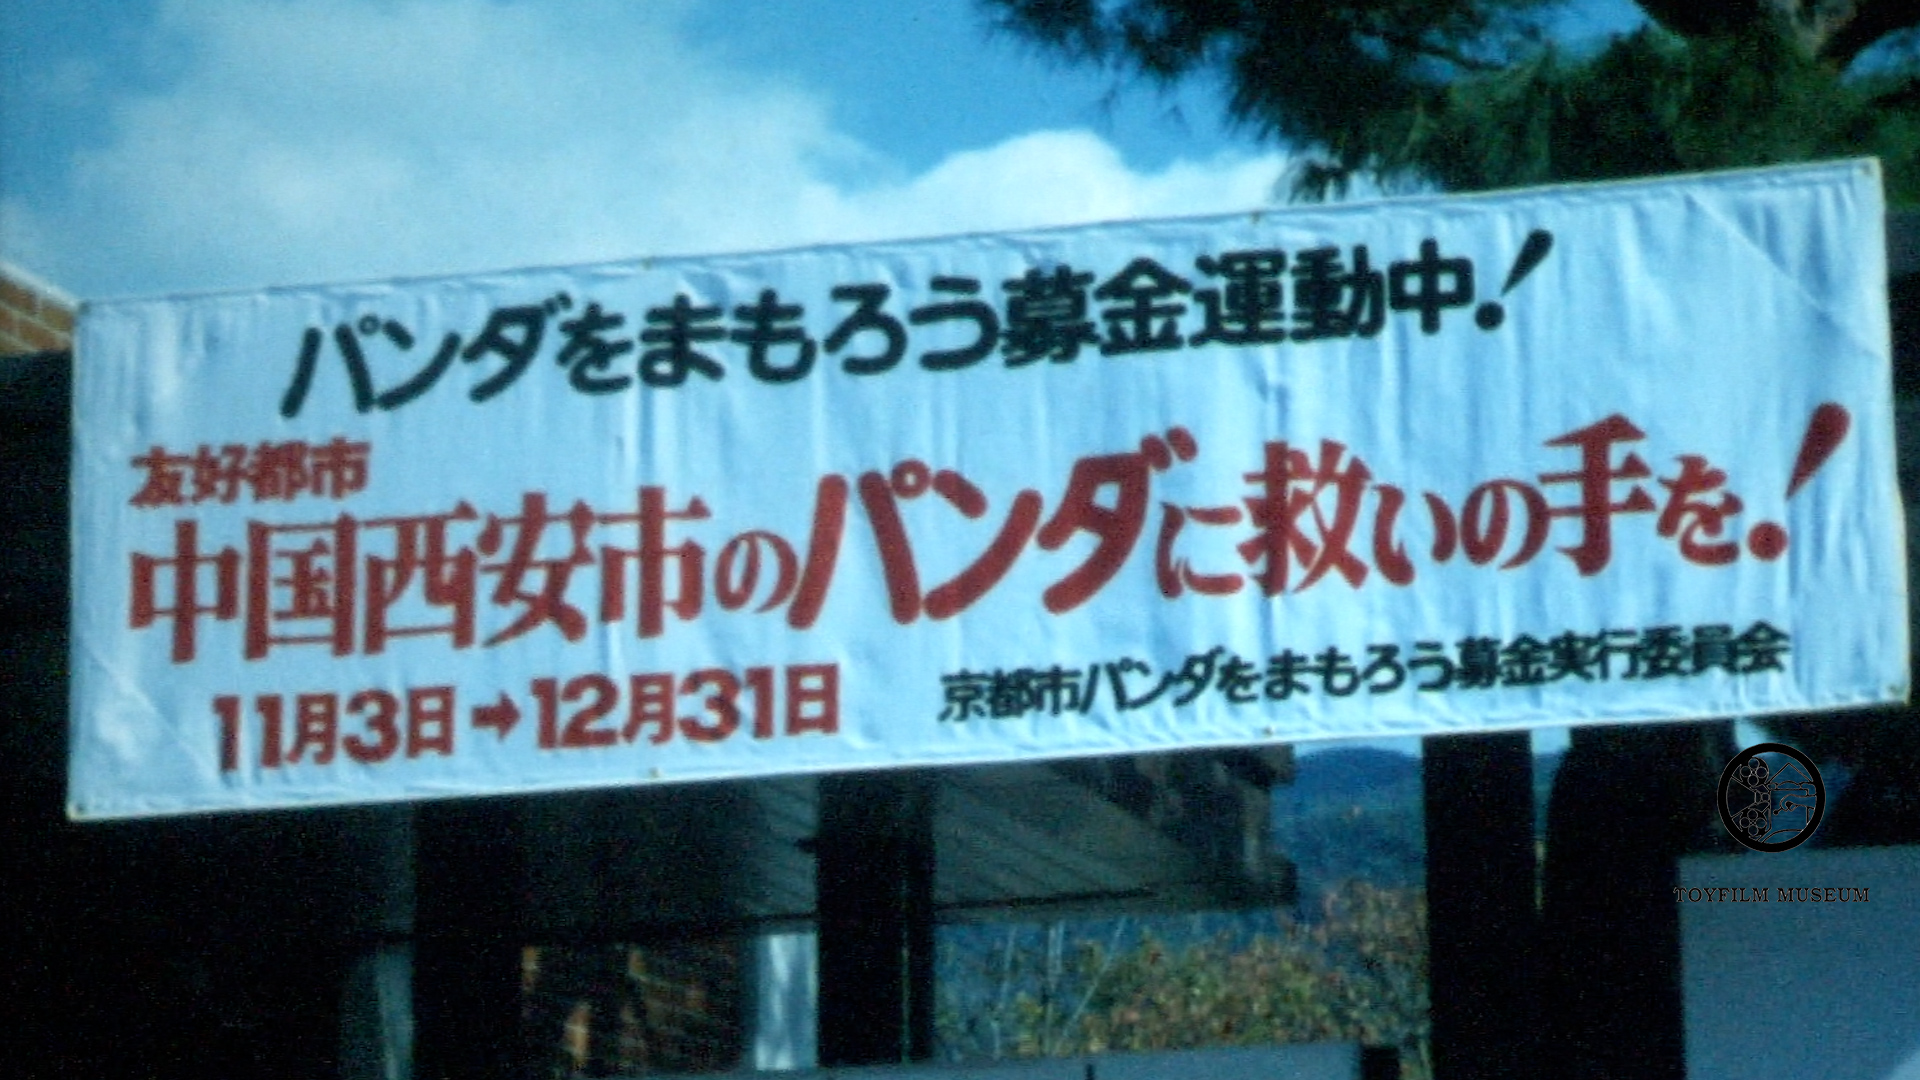 パンダをまもろう募金運動中!
友好都市
中国西安市のパンダに救いの手を!
11月3日→12月31日
京都市パンダをまもろう募金実行委員会
TOYFILM MUSEUM